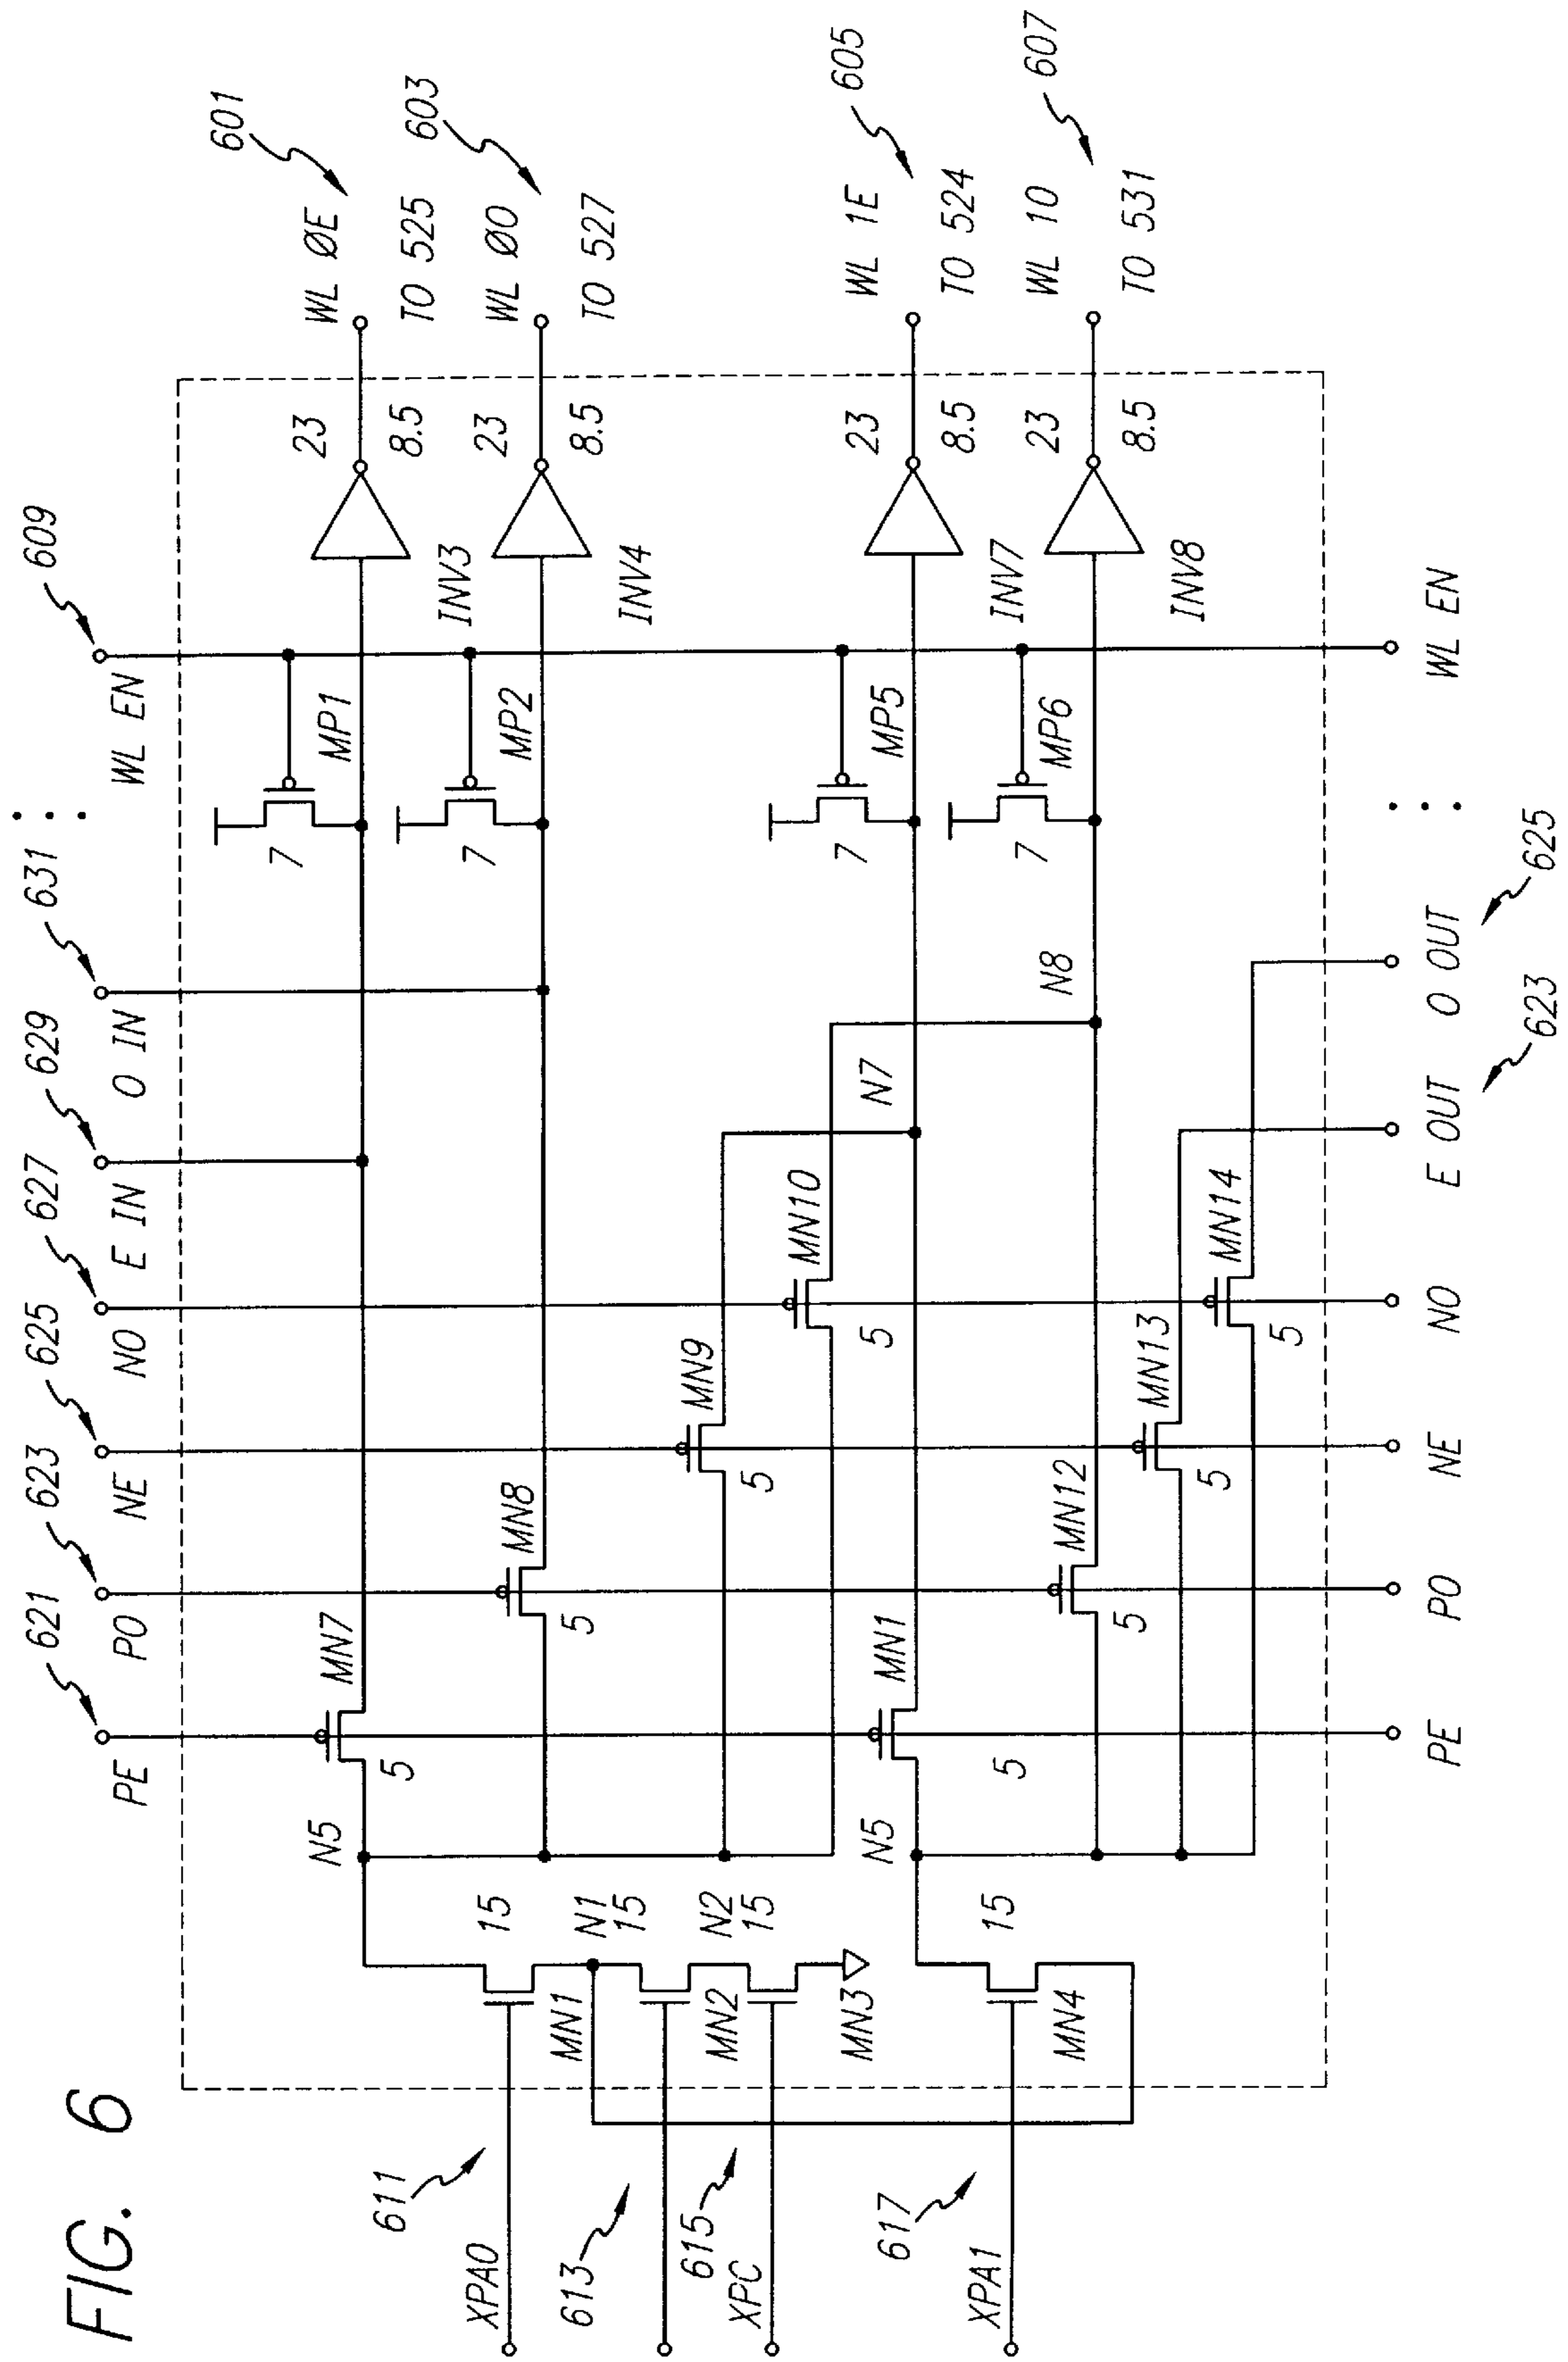 FIG. 6
621
623
625
627
629
631
609
PE
PO
NE
NO
E IN
O IN
WL EN
601
WL ØE
TO 525
603
WL ØO
TO 527
605
WL 1E
TO 524
607
WL 10
TO 531
N5
MN7
5
MP1
7
INV3
23
8.5
MN8
5
MP2
7
INV4
23
8.5
MN9
5
MN10
5
N7
N5
MN1
5
MP5
7
INV7
23
8.5
MN12
5
N8
MP6
7
INV8
23
8.5
MN13
5
MN14
5
XPA0
611
MN1
15
N1
15
613
MN2
N2
15
615
XPC
MN3
617
XPA1
MN4
15
PE
PO
NE
NO
E OUT
623
O OUT
625
WL EN